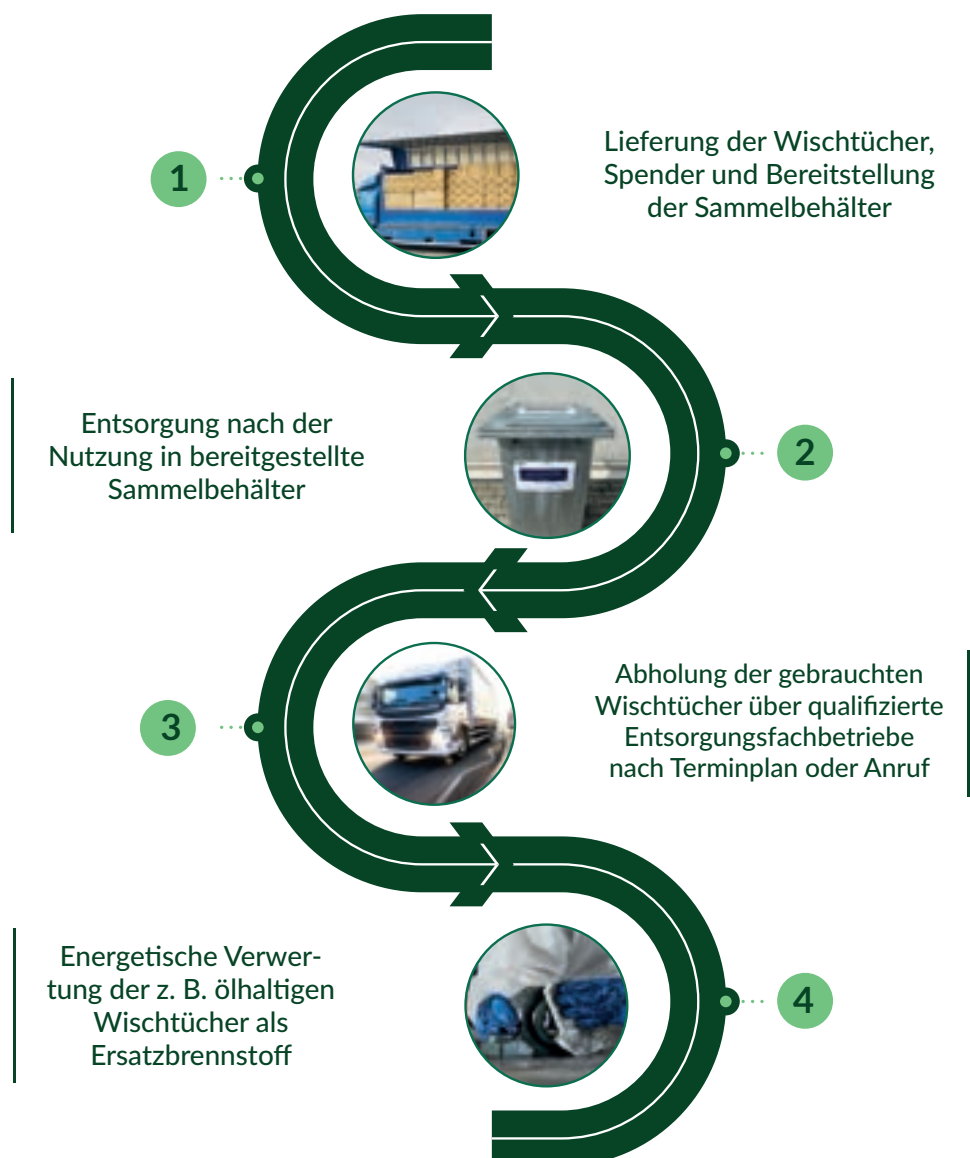 1
Lieferung der Wischtücher,
Spender und Bereitstellung
der Sammelbehälter
Entsorgung nach der
Nutzung in bereitgestellte
Sammelbehälter
2
3
Abholung der gebrauchten
Wischtücher über qualifizierte
Entsorgungsfachbetriebe
nach Terminplan oder Anruf
Energetische Verwer-
tung der z. B. ölhaltigen
Wischtücher als
Ersatzbrennstoff
4